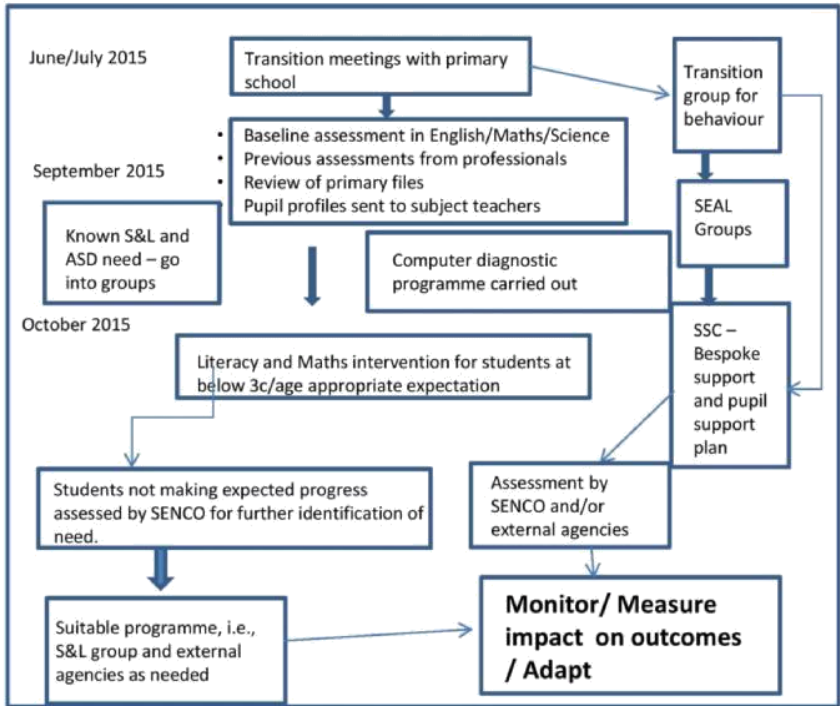 June/July 2015
Transition meetings with primary
school
Transition
group for
behaviour
• Baseline assessment in English/Maths/Science
• Previous assessments from professionals
• Review of primary files
• Pupil profiles sent to subject teachers
September 2015
SEAL
Groups
Known S&L and
ASD need – go
into groups
Computer diagnostic
programme carried out
October 2015
SSC –
Bespoke
support
and pupil
support
plan
Literacy and Maths intervention for students at
below 3c/age appropriate expectation
Students not making expected progress
assessed by SENCO for further identification of
need.
Assessment by
SENCO and/or
external agencies
Suitable programme, i.e.,
S&L group and external
agencies as needed
Monitor/ Measure
impact on outcomes
/ Adapt